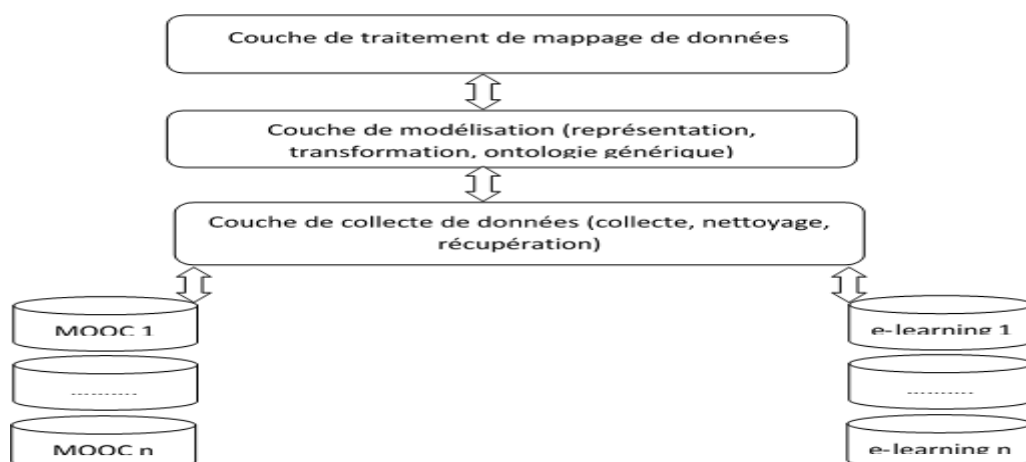 Couche de traitement de mappage de données
Couche de modélisation (représentation,
transformation, ontologie générique)
Couche de collecte de données (collecte, nettoyage,
récupération)
MOOC 1
e-learning 1
..........
..........
MOOC n
e-learning n